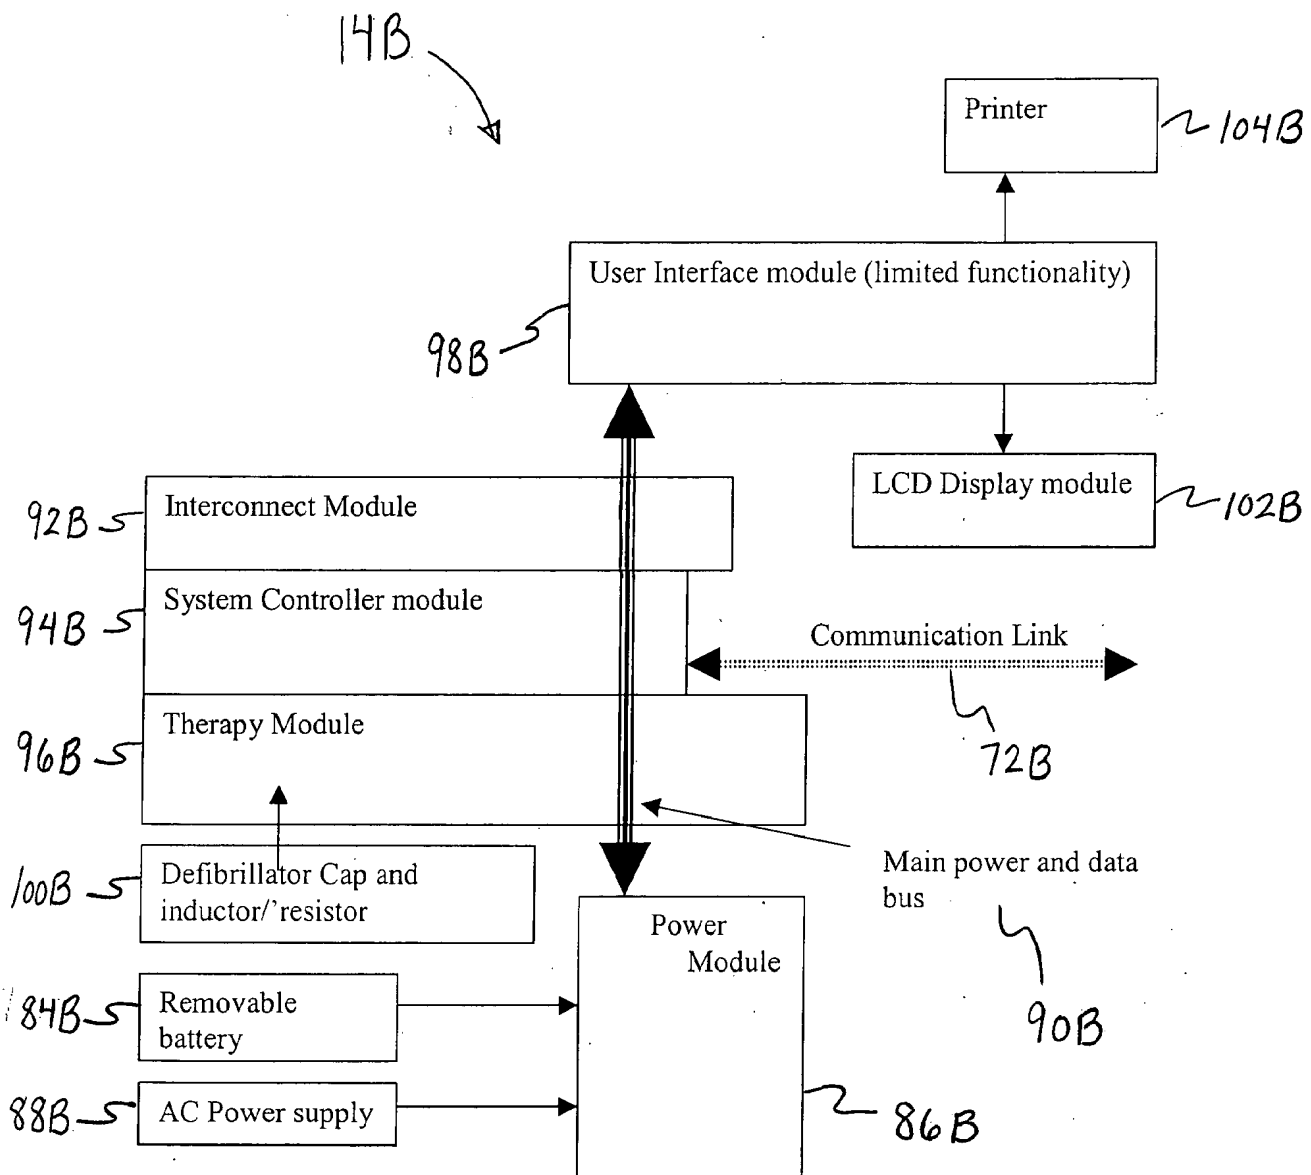 14B
Printer
104B
User Interface module (limited functionality)
98B
LCD Display module
102B
Interconnect Module
92B
System Controller module
94B
Communication Link
72B
Therapy Module
96B
Main power and data
bus
90B
Defibrillator Cap and
inductor/'resistor
100B
Power
Module
86B
Removable
battery
84B
AC Power supply
88B